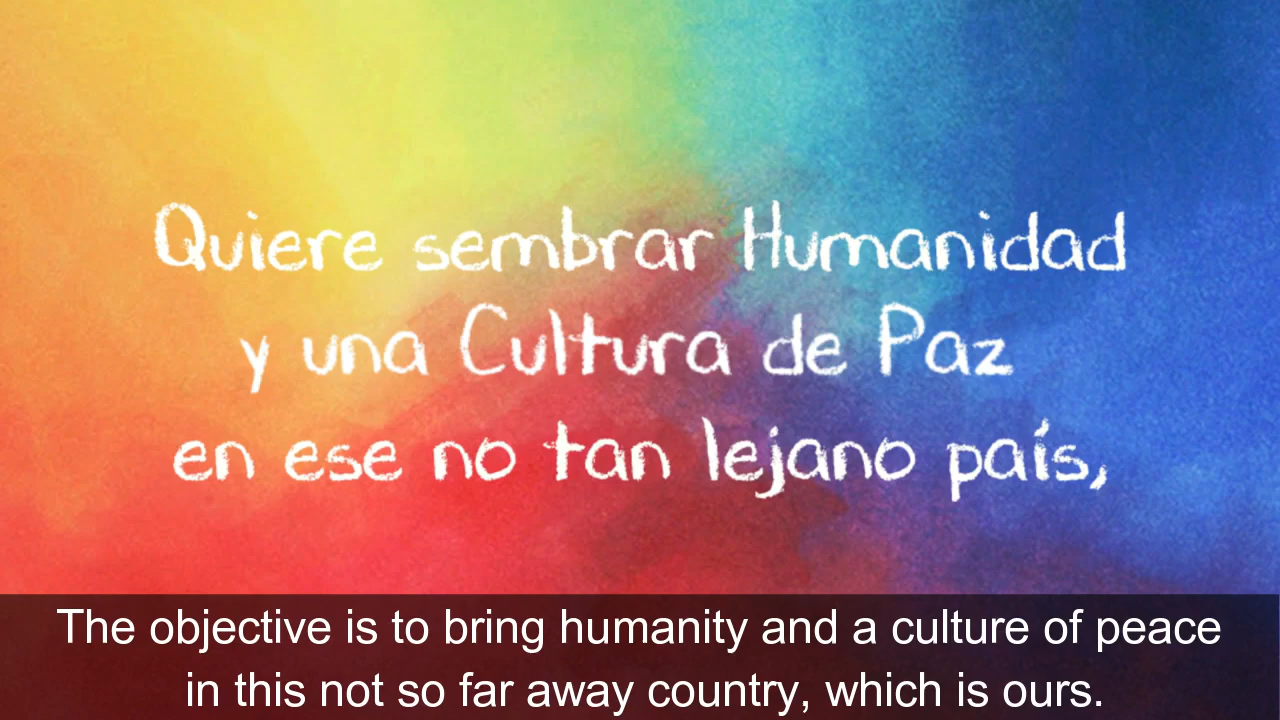 Quiere sembrar Humanidad
y una Cultura de Paz
en ese no tan lejano país,
The objective is to bring humanity and a culture of peace
in this not so far away country, which is ours.